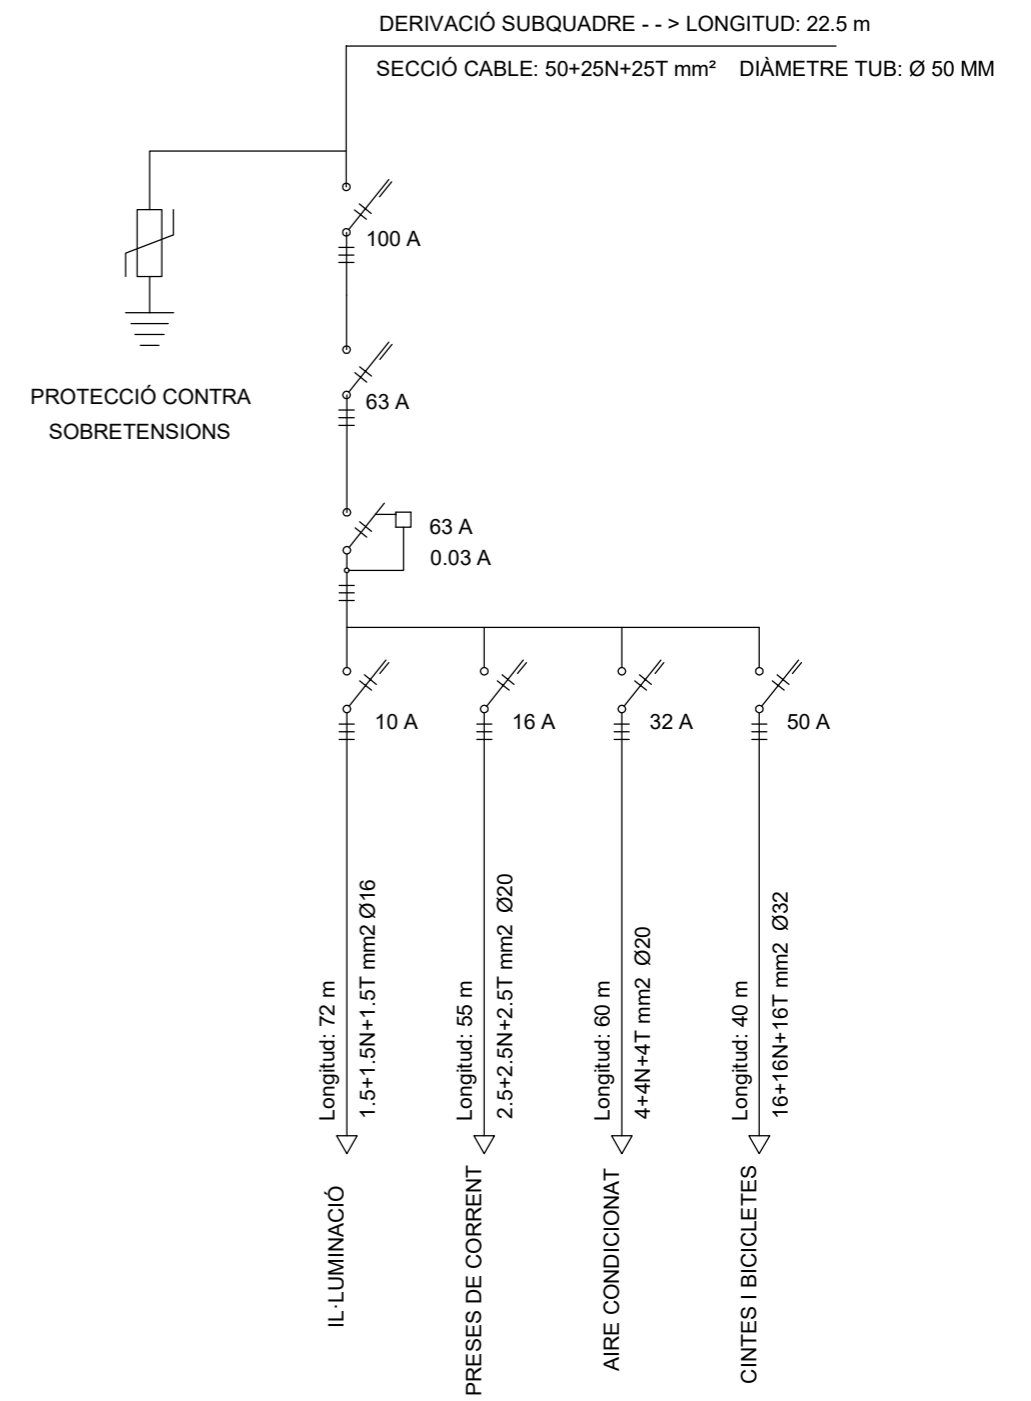 DERIVACIÓ SUBQUADRE - - > LONGITUD: 22.5 m
SECCIÓ CABLE: 50+25N+25T mm² DIÀMETRE TUB: Ø 50 MM
100 A
PROTECCIÓ CONTRA
SOBRETENSIONS
63 A
63 A
0.03 A
10 A
16 A
32 A
50 A
Longitud: 72 m
1.5+1.5N+1.5T mm2 Ø16
Longitud: 55 m
2.5+2.5N+2.5T mm2 Ø20
Longitud: 60 m
4+4N+4T mm2 Ø20
Longitud: 40 m
16+16N+16T mm2 Ø32
IL·LUMINACIÓ
PRESES DE CORRENT
AIRE CONDICIONAT
CINTES I BICICLETES